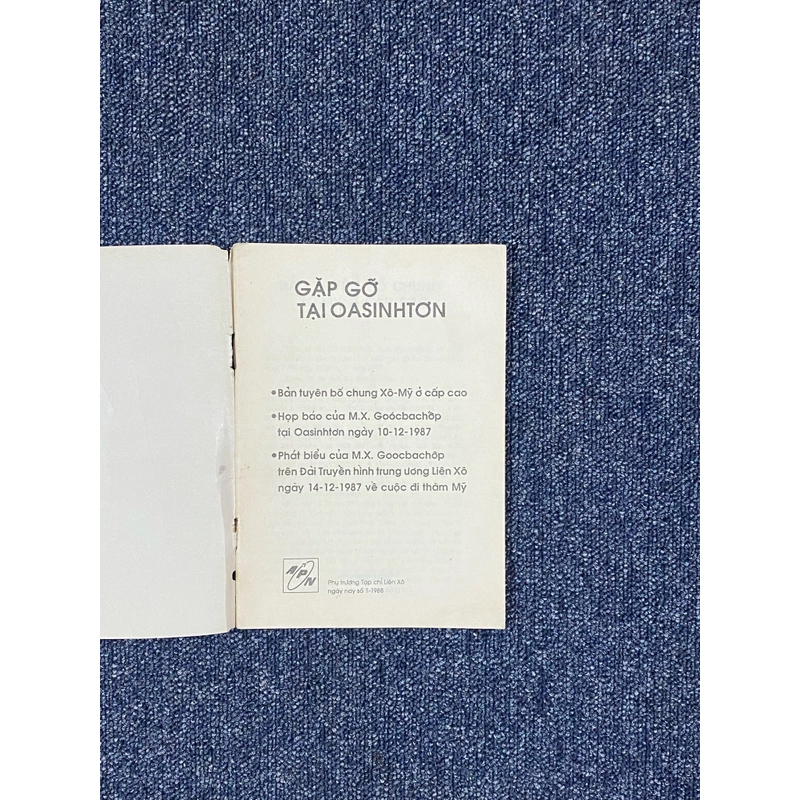 GẶP GỠ
TẠI OASINHTƠN
• Bản tuyên bố chung Xô-Mỹ ở cấp cao
• Họp báo của M.X. Goócbachốp
tại Oasinhtơn ngày 10-12-1987
• Phát biểu của M.X. Goocbachốp
trên Đài Truyền hình trung ương Liên Xô
ngày 14-12-1987 về cuộc đi thăm Mỹ
APN
Phụ trương Tạp chí Liên Xô
ngày nay số 1-1988